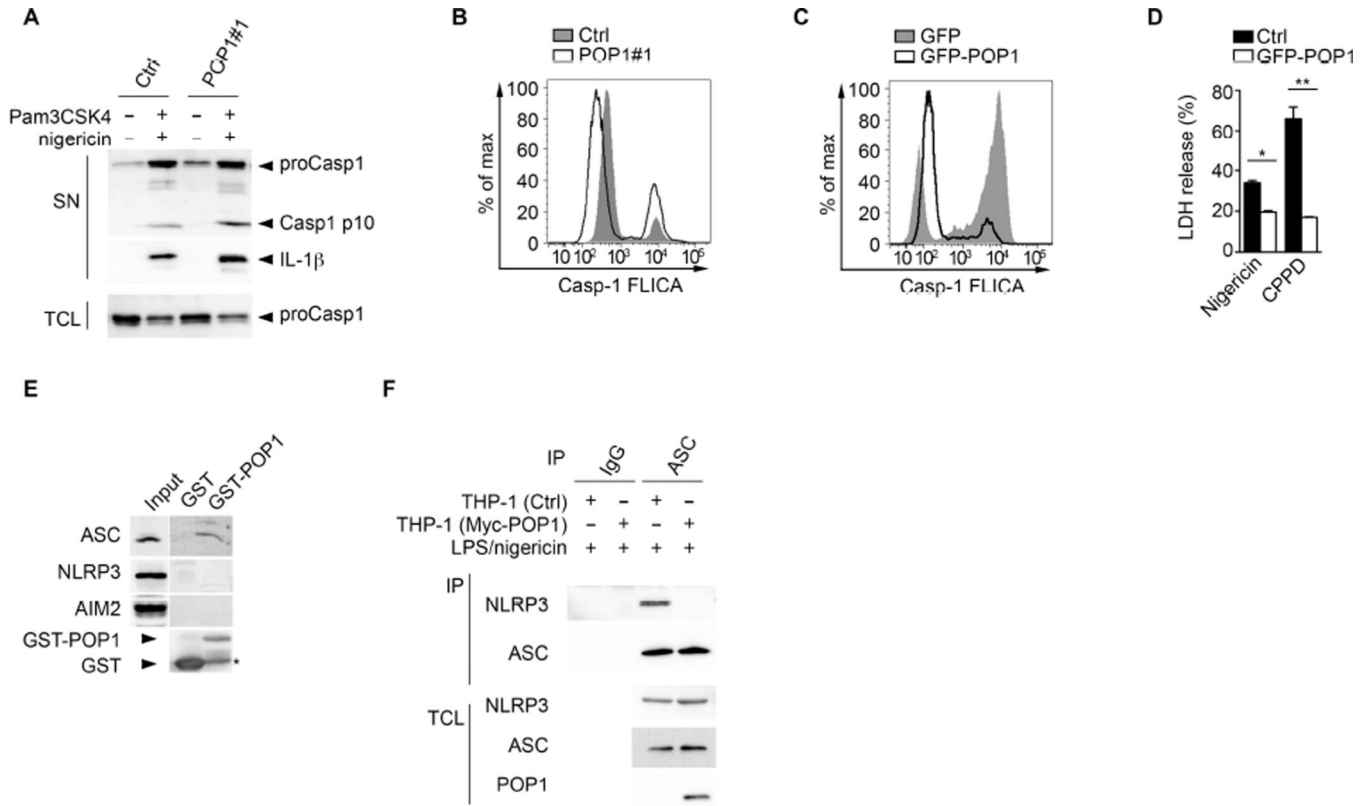 A
Ctrl
POP1#1
Pam3CSK4 – + – +
nigericin – + – +
SN
proCasp1
Casp1 p10
IL-1β
TCL
proCasp1
B
Ctrl
POP1#1
% of max
100
80
60
40
20
0
10 10² 10³ 10⁴ 10⁵
Casp-1 FLICA
C
GFP
GFP-POP1
% of max
100
80
60
40
20
0
10 10² 10³ 10⁴ 10⁵
Casp-1 FLICA
D
Ctrl
GFP-POP1
LDH release (%)
80
60
40
20
0
*
**
Nigericin
CPPD
E
Input
GST
GST-POP1
ASC
NLRP3
AIM2
GST-POP1
GST
*
F
IP
IgG
ASC
THP-1 (Ctrl) + – + –
THP-1 (Myc-POP1) – + – +
LPS/nigericin + + + +
IP
NLRP3
ASC
TCL
NLRP3
ASC
POP1